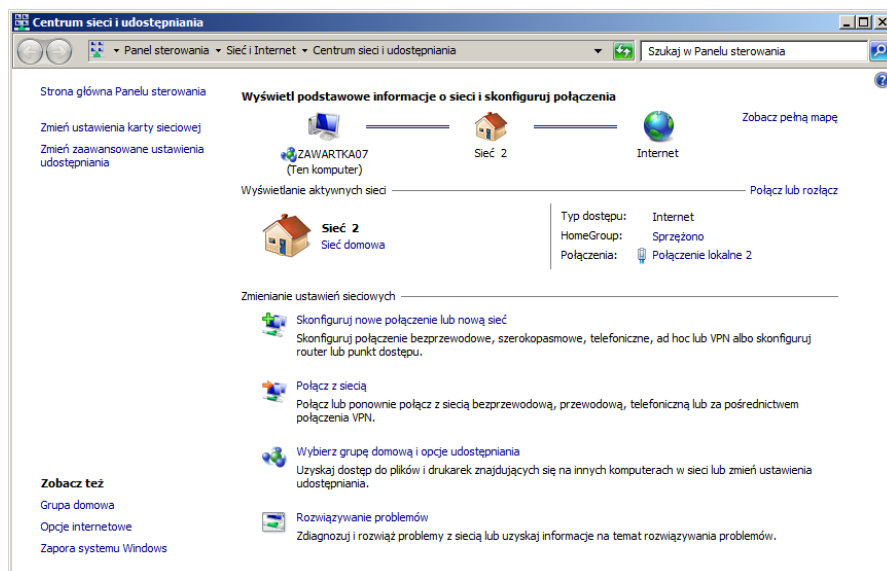 Centrum sieci i udostępniania
Panel sterowania Sieć i Internet Centrum sieci i udostępniania
Szukaj w Panelu sterowania
Strona główna Panelu sterowania
Zmień ustawienia karty sieciowej
Zmień zaawansowane ustawienia
udostępniania
Wyświetl podstawowe informacje o sieci i skonfiguruj połączenia
Zobacz pełną mapę
ZAWARTKA07
(Ten komputer)
Sieć 2
Internet
Wyświetlanie aktywnych sieci
Połącz lub rozłącz
Sieć 2
Sieć domowa
Typ dostępu: Internet
HomeGroup: Sprzężono
Połączenia: Połączenie lokalne 2
Zmienianie ustawień sieciowych
Skonfiguruj nowe połączenie lub nową sieć
Skonfiguruj połączenie bezprzewodowe, szerokopasmowe, telefoniczne, ad hoc lub VPN albo skonfiguruj
router lub punkt dostępu.
Połącz z siecią
Połącz lub ponownie połącz z siecią bezprzewodową, przewodową, telefoniczną lub za pośrednictwem
połączenia VPN.
Wybierz grupę domową i opcje udostępniania
Uzyskaj dostęp do plików i drukarek znajdujących się na innych komputerach w sieci lub zmień ustawienia
udostępniania.
Rozwiązywanie problemów
Zdiagnozuj i rozwiąż problemy z siecią lub uzyskaj informacje na temat rozwiązywania problemów.
Zobacz też
Grupa domowa
Opcje internetowe
Zapora systemu Windows